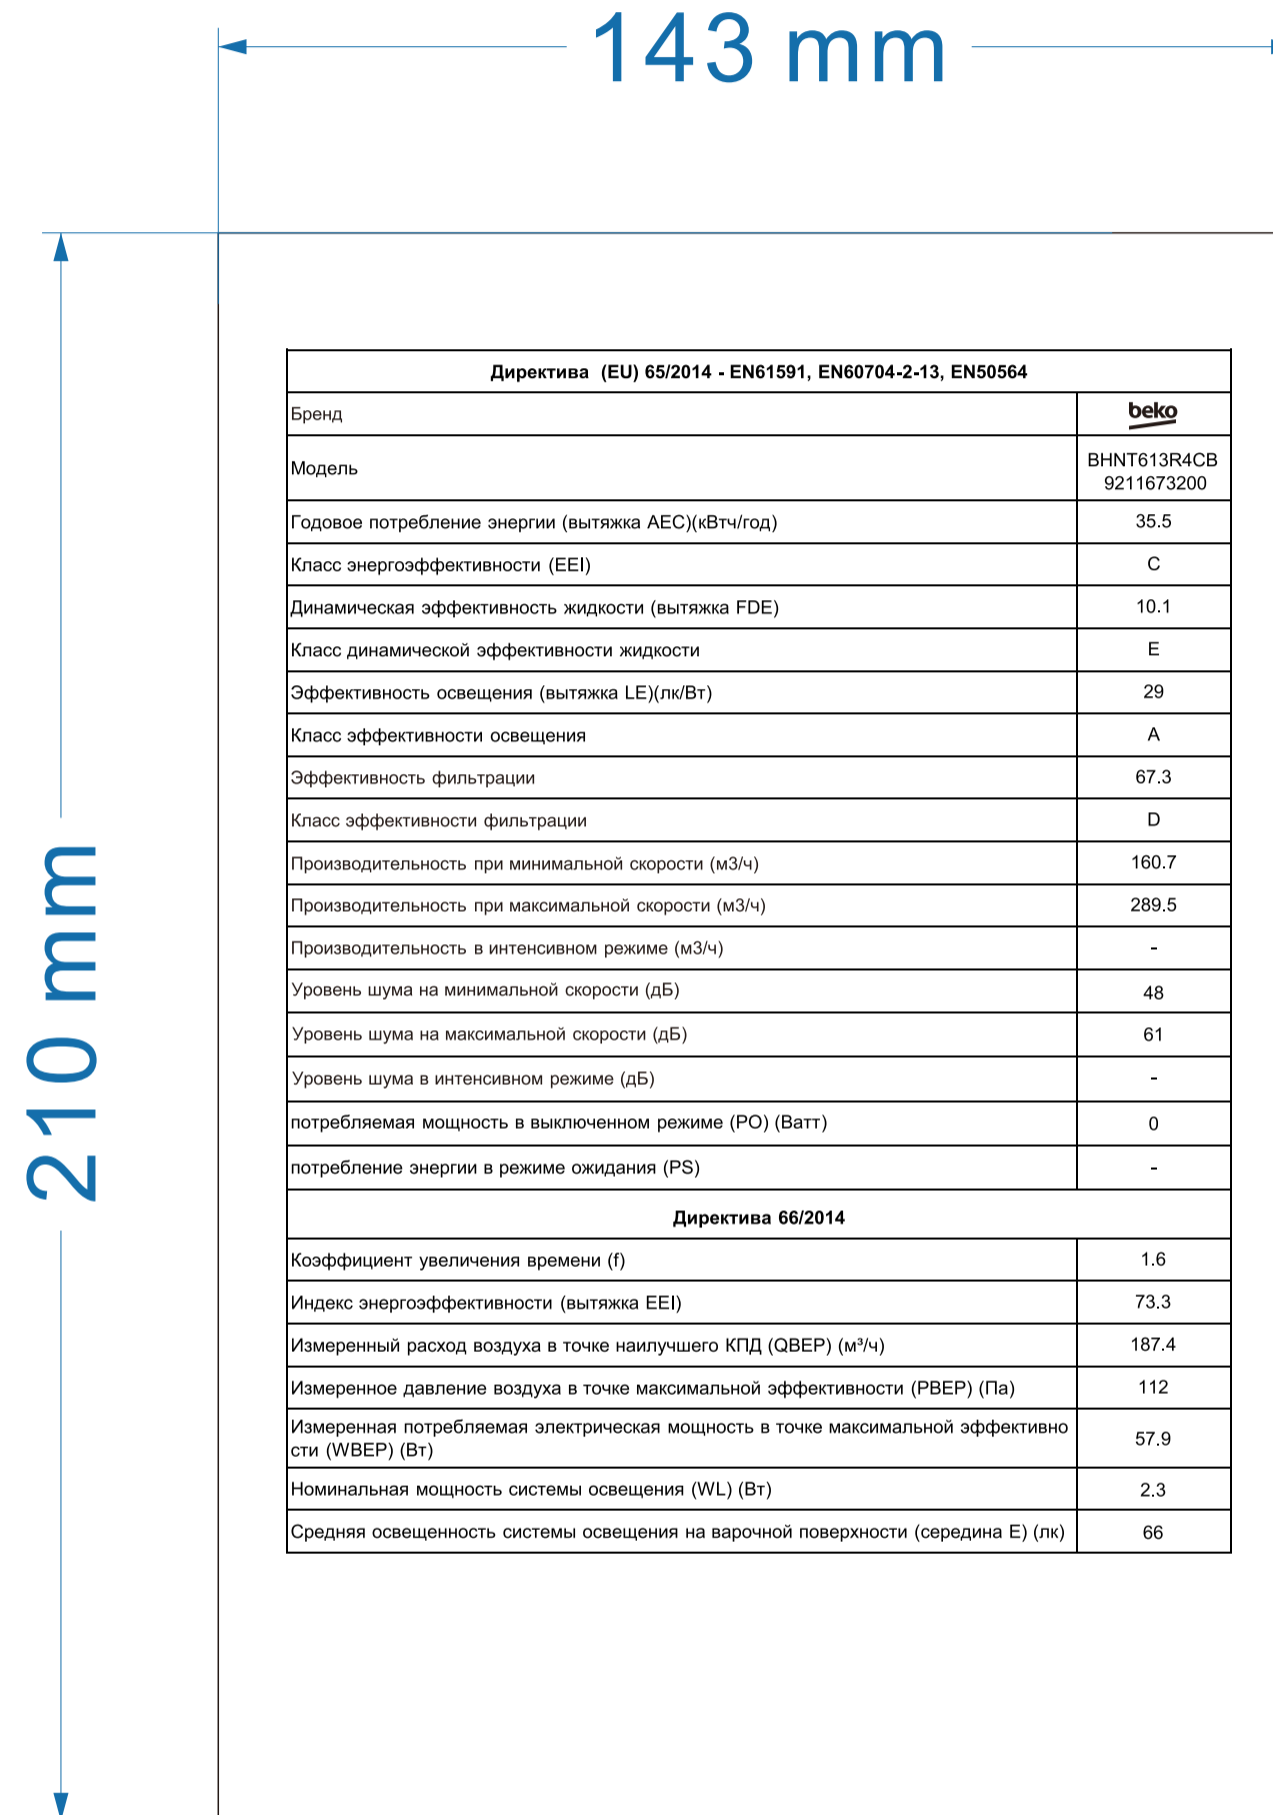 143 mm
210 mm
Директива (EU) 65/2014 - EN61591, EN60704-2-13, EN50564
Бренд beko
Модель BHNT613R4CB
9211673200
Годовое потребление энергии (вытяжка AEC)(кВтч/год) 35.5
Класс энергоэффективности (EEI) C
Динамическая эффективность жидкости (вытяжка FDE) 10.1
Класс динамической эффективности жидкости E
Эффективность освещения (вытяжка LE)(лк/Вт) 29
Класс эффективности освещения A
Эффективность фильтрации 67.3
Класс эффективности фильтрации D
Производительность при минимальной скорости (м3/ч) 160.7
Производительность при максимальной скорости (м3/ч) 289.5
Производительность в интенсивном режиме (м3/ч) -
Уровень шума на минимальной скорости (дБ) 48
Уровень шума на максимальной скорости (дБ) 61
Уровень шума в интенсивном режиме (дБ) -
потребляемая мощность в выключенном режиме (PO) (Ватт) 0
потребление энергии в режиме ожидания (PS) -
Директива 66/2014
Коэффициент увеличения времени (f) 1.6
Индекс энергоэффективности (вытяжка EEI) 73.3
Измеренный расход воздуха в точке наилучшего КПД (QBEP) (м³/ч) 187.4
Измеренное давление воздуха в точке максимальной эффективности (PBEP) (Па) 112
Измеренная потребляемая электрическая мощность в точке максимальной эффективно
сти (WBEP) (Вт) 57.9
Номинальная мощность системы освещения (WL) (Вт) 2.3
Средняя освещенность системы освещения на варочной поверхности (середина E) (лк) 66